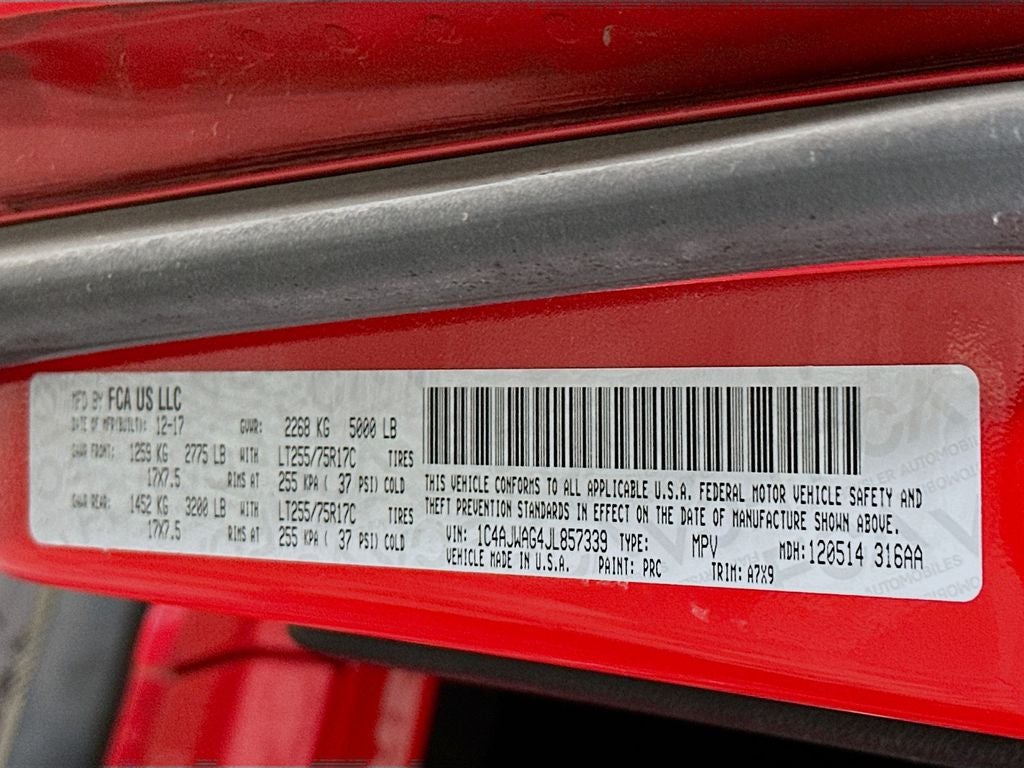 MFD BY FCA US LLC
DATE OF MFR(BUILT): 12-17 GVWR: 2268 KG 5000 LB
GAWR FRONT: 1259 KG 2775 LB WITH LT255/75R17C TIRES
17X7.5 RIMS AT 255 KPA ( 37 PSI) COLD
GAWR REAR: 1452 KG 3200 LB WITH LT255/75R17C TIRES
17X7.5 RIMS AT 255 KPA ( 37 PSI) COLD
THIS VEHICLE CONFORMS TO ALL APPLICABLE U.S.A. FEDERAL MOTOR VEHICLE SAFETY AND
THEFT PREVENTION STANDARDS IN EFFECT ON THE DATE OF MANUFACTURE SHOWN ABOVE.
VIN: 1C4AJWAG4JL857339 TYPE: MPV MDH: 120514 316AA
VEHICLE MADE IN U.S.A. PAINT: PRC TRIM: A7X9